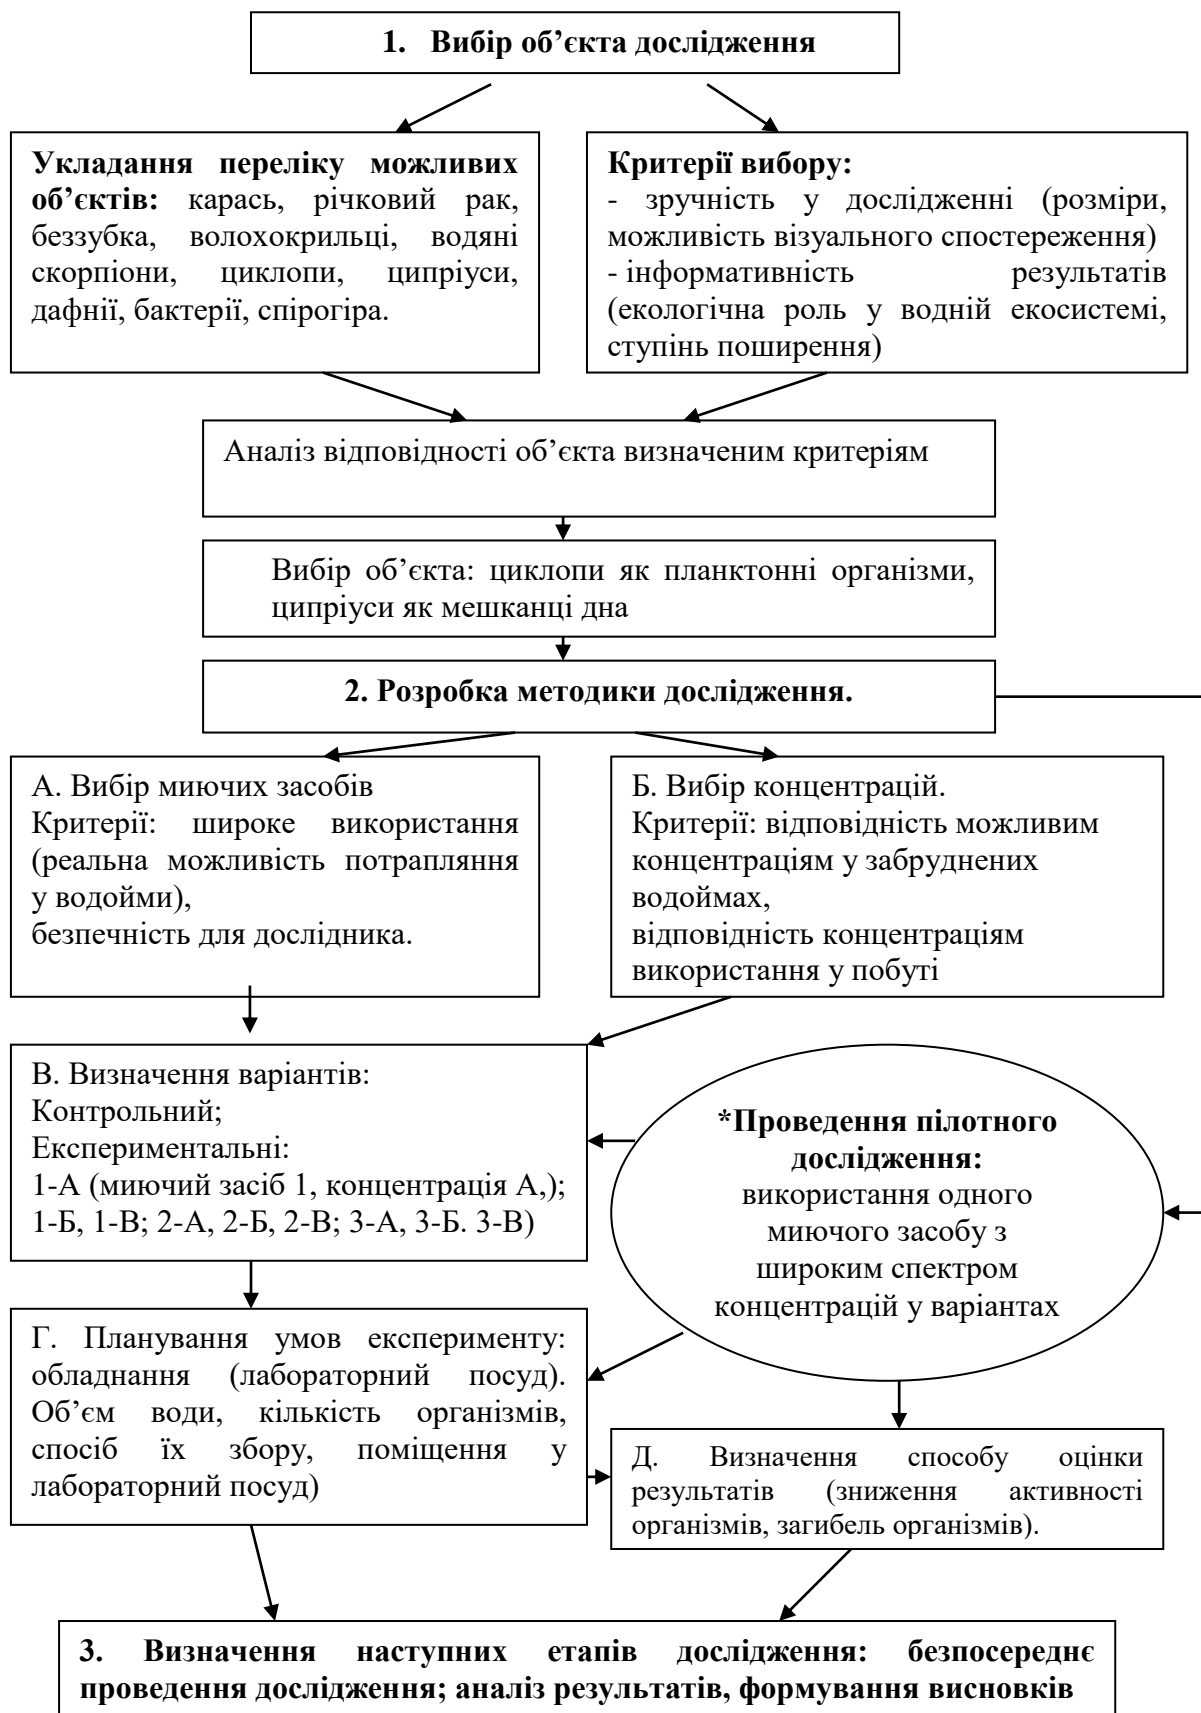 1. Вибір об’єкта дослідження
Укладання переліку можливих
об’єктів: карась, річковий рак,
беззубка, волохокрильці, водяні
скорпіони, циклопи, ципріуси,
дафнії, бактерії, спірогіра.
Критерії вибору:
- зручність у дослідженні (розміри,
можливість візуального спостереження)
- інформативність результатів
(екологічна роль у водній екосистемі,
ступінь поширення)
Аналіз відповідності об’єкта визначеним критеріям
Вибір об’єкта: циклопи як планктонні організми,
ципріуси як мешканці дна
2. Розробка методики дослідження.
А. Вибір миючих засобів
Критерії: широке використання
(реальна можливість потрапляння
у водойми),
безпечність для дослідника.
Б. Вибір концентрацій.
Критерії: відповідність можливим
концентраціям у забруднених
водоймах,
відповідність концентраціям
використання у побуті
В. Визначення варіантів:
Контрольний;
Експериментальні:
1-А (миючий засіб 1, концентрація А,);
1-Б, 1-В; 2-А, 2-Б, 2-В; 3-А, 3-Б. 3-В)
*Проведення пілотного
дослідження:
використання одного
миючого засобу з
широким спектром
концентрацій у варіантах
Г. Планування умов експерименту:
обладнання (лабораторний посуд).
Об’єм води, кількість організмів,
спосіб їх збору, поміщення у
лабораторний посуд)
Д. Визначення способу оцінки
результатів (зниження активності
організмів, загибель організмів).
3. Визначення наступних етапів дослідження: безпосереднє
проведення дослідження; аналіз результатів, формування висновків